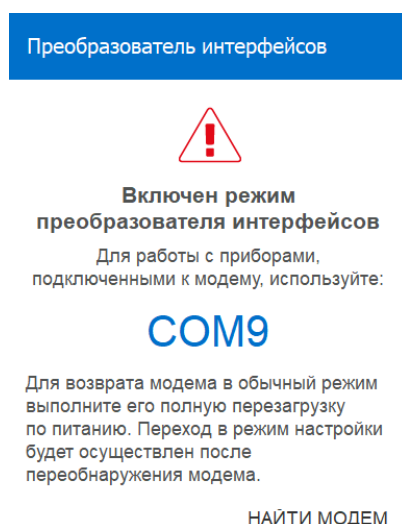 Преобразователь интерфейсов
Включен режим
преобразователя интерфейсов
Для работы с приборами,
подключенными к модему, используйте:
COM9
Для возврата модема в обычный режим
выполните его полную перезагрузку
по питанию. Переход в режим настройки
будет осуществлен после
переобнаружения модема.
НАЙТИ МОДЕМ